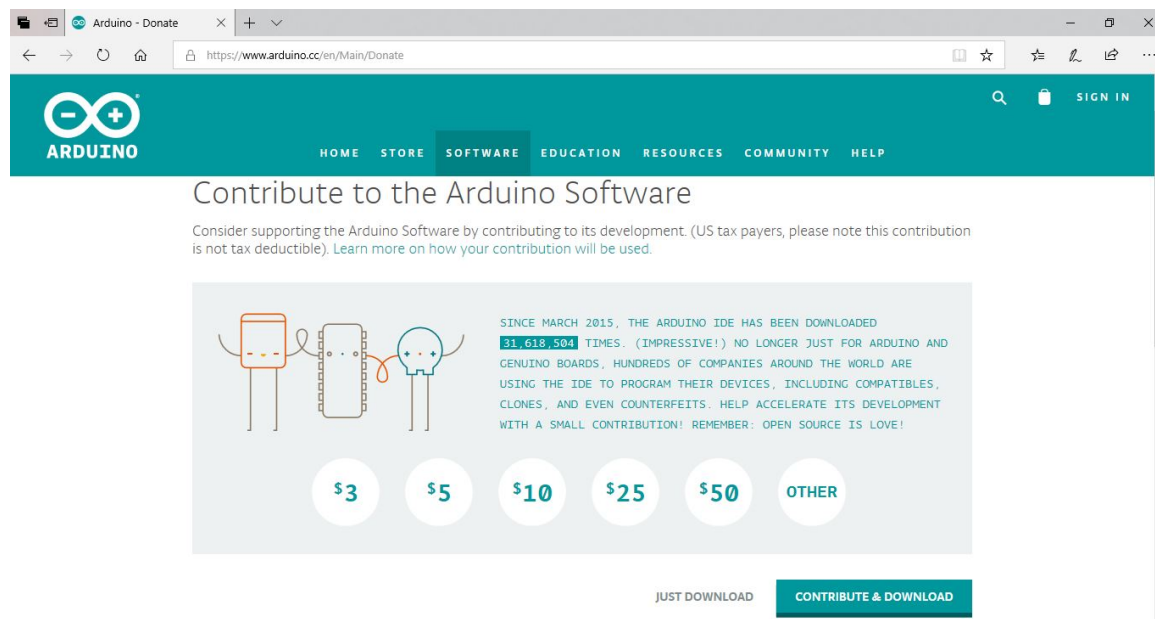 Arduino - Donate
https://www.arduino.cc/en/Main/Donate
SIGN IN
ARDUINO
HOME STORE SOFTWARE EDUCATION RESOURCES COMMUNITY HELP
Contribute to the Arduino Software
Consider supporting the Arduino Software by contributing to its development. (US tax payers, please note this contribution
is not tax deductible). Learn more on how your contribution will be used.
SINCE MARCH 2015, THE ARDUINO IDE HAS BEEN DOWNLOADED
31,618,504 TIMES. (IMPRESSIVE!) NO LONGER JUST FOR ARDUINO AND
GENUINO BOARDS, HUNDREDS OF COMPANIES AROUND THE WORLD ARE
USING THE IDE TO PROGRAM THEIR DEVICES, INCLUDING COMPATIBLES,
CLONES, AND EVEN COUNTERFEITS. HELP ACCELERATE ITS DEVELOPMENT
WITH A SMALL CONTRIBUTION! REMEMBER: OPEN SOURCE IS LOVE!
$3 $5 $10 $25 $50 OTHER
JUST DOWNLOAD CONTRIBUTE & DOWNLOAD